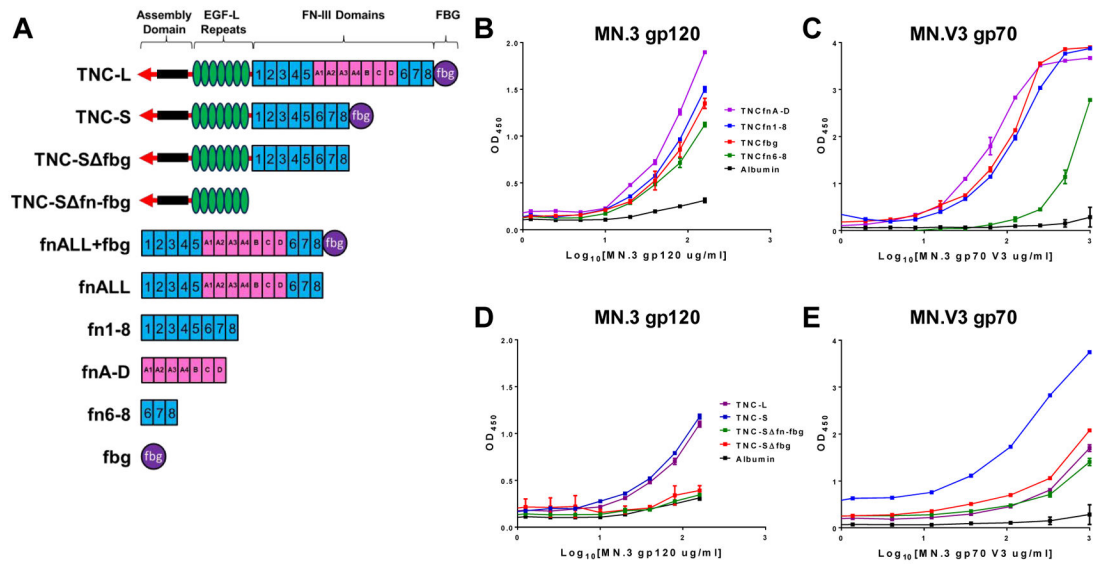 A
Assembly Domain
EGF-L Repeats
FN-III Domains
FBG
TNC-L
1 2 3 4 5 A1 A2 A3 A4 B C D 6 7 8 fbg
TNC-S
1 2 3 4 5 6 7 8 fbg
TNC-SΔfbg
1 2 3 4 5 6 7 8
TNC-SΔfn-fbg
fnALL+fbg
1 2 3 4 5 A1 A2 A3 A4 B C D 6 7 8 fbg
fnALL
1 2 3 4 5 A1 A2 A3 A4 B C D 6 7 8
fn1-8
1 2 3 4 5 6 7 8
fnA-D
A1 A2 A3 A4 B C D
fn6-8
6 7 8
fbg
fbg
B
MN.3 gp120
OD450
2.0
1.5
1.0
0.5
0.0
0 1 2 3
Log10[MN.3 gp120 ug/ml]
TNCfnA-D
TNCfn1-8
TNCfbg
TNCfn6-8
Albumin
C
MN.V3 gp70
OD450
4
3
2
1
0
0 1 2 3
Log10[MN.3 gp70 V3 ug/ml]
D
MN.3 gp120
OD450
2.0
1.5
1.0
0.5
0.0
0 1 2 3
Log10[MN.3 gp120 ug/ml]
TNC-L
TNC-S
TNC-SΔfn-fbg
TNC-SΔfbg
Albumin
E
MN.V3 gp70
OD450
4
3
2
1
0
0 1 2 3
Log10[MN.3 gp70 V3 ug/ml]